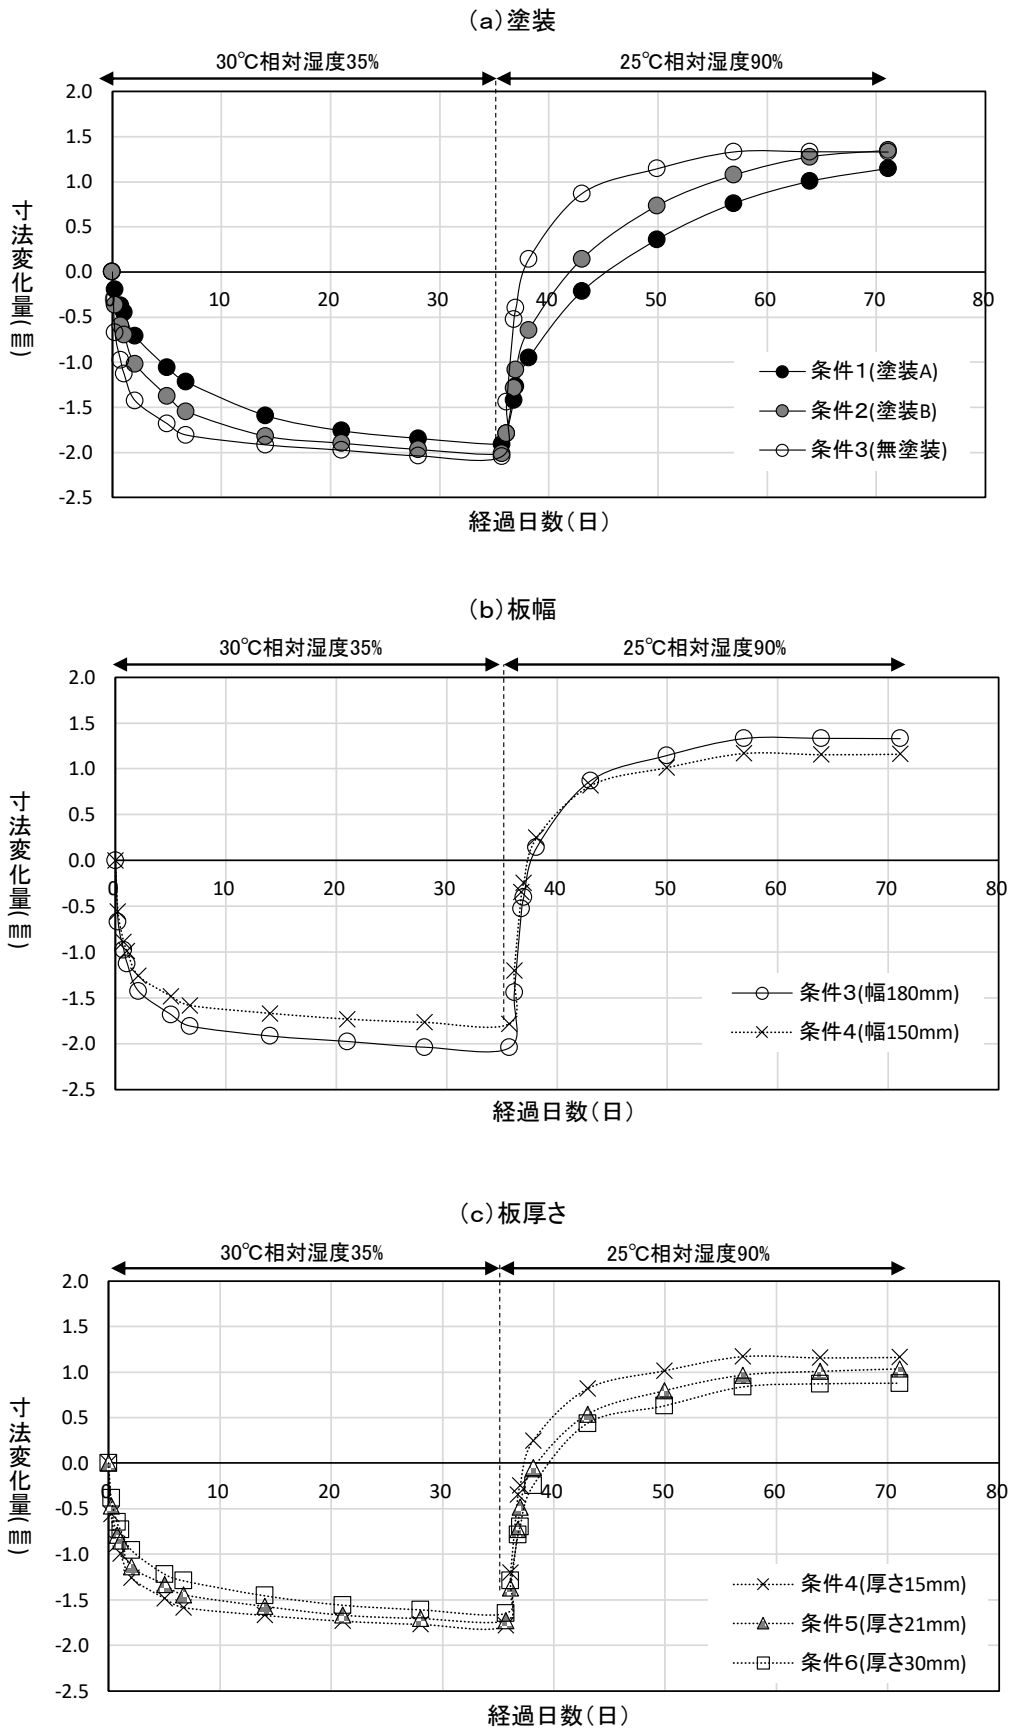 (a)塗装
30℃相対湿度35% 25℃相対湿度90%
2.0
1.5
1.0
0.5
0.0
-0.5
-1.0
-1.5
-2.0
-2.5
0 10 20 30 40 50 60 70 80
寸法変化量(㎜)
条件1(塗装A)
条件2(塗装B)
条件3(無塗装)
経過日数(日)
(b)板幅
30℃相対湿度35% 25℃相対湿度90%
2.0
1.5
1.0
0.5
0.0
-0.5
-1.0
-1.5
-2.0
-2.5
0 10 20 30 40 50 60 70 80
寸法変化量(㎜)
条件3(幅180mm)
条件4(幅150mm)
経過日数(日)
(c)板厚さ
30℃相対湿度35% 25℃相対湿度90%
2.0
1.5
1.0
0.5
0.0
-0.5
-1.0
-1.5
-2.0
-2.5
0 10 20 30 40 50 60 70 80
寸法変化量(㎜)
条件4(厚さ15mm)
条件5(厚さ21mm)
条件6(厚さ30mm)
経過日数(日)